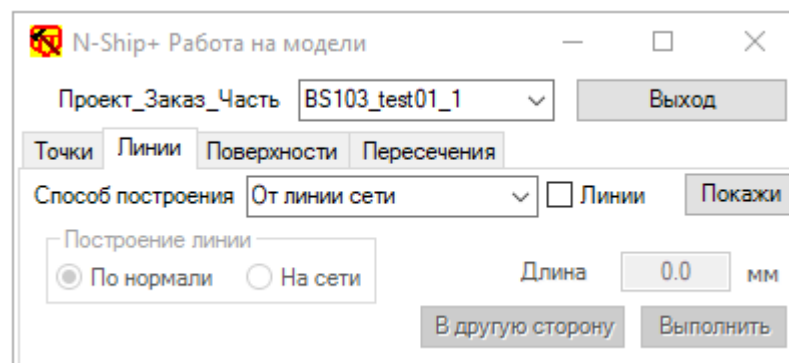 N-Ship+ Работа на модели
Проект_Заказ_Часть BS103_test01_1 Выход
Точки Линии Поверхности Пересечения
Способ построения От линии сети Линии Покажи
Построение линии
По нормали На сети Длина 0.0 мм
В другую сторону Выполнить